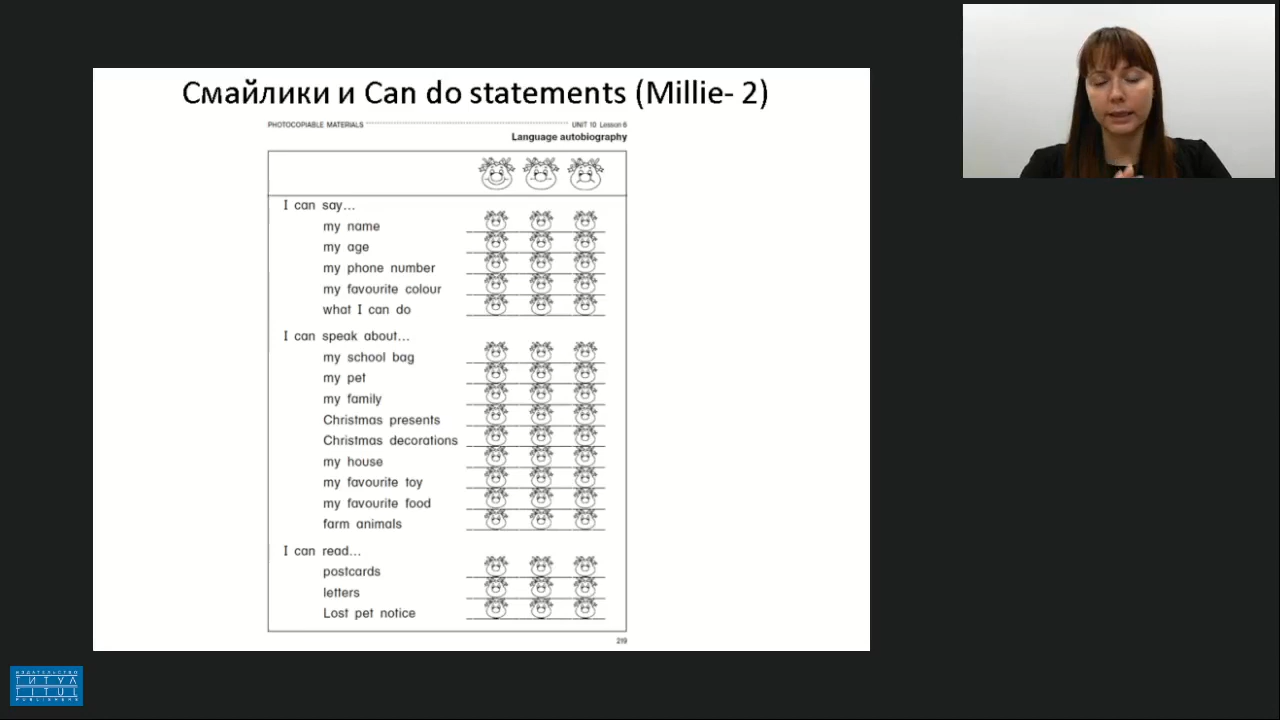 Смайлики и Can do statements (Millie- 2)
PHOTOCOPIABLE MATERIALS UNIT 10 Lesson 6
Language autobiography
I can say...
my name
my age
my phone number
my favourite colour
what I can do
I can speak about...
my school bag
my pet
my family
Christmas presents
Christmas decorations
my house
my favourite toy
my favourite food
farm animals
I can read...
postcards
letters
Lost pet notice
219
ИЗДАТЕЛЬСТВО
ТИТУЛ
TITUL
PUBLISHERS